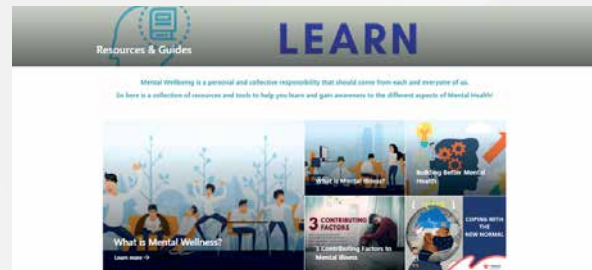 Resources & Guides
LEARN
Mental Wellbeing is a personal and collective responsibility that should come from each and everyone of us.
So here is a collection of resources and tools to help you learn and gain awareness to the different aspects of Mental Health!
What is Mental Wellness?
Learn more →
What is Mental Illness?
Building Better Mental
Health
3 CONTRIBUTING
FACTORS
3 Contributing Factors to
Mental Illness
COPING WITH
THE
NEW NORMAL